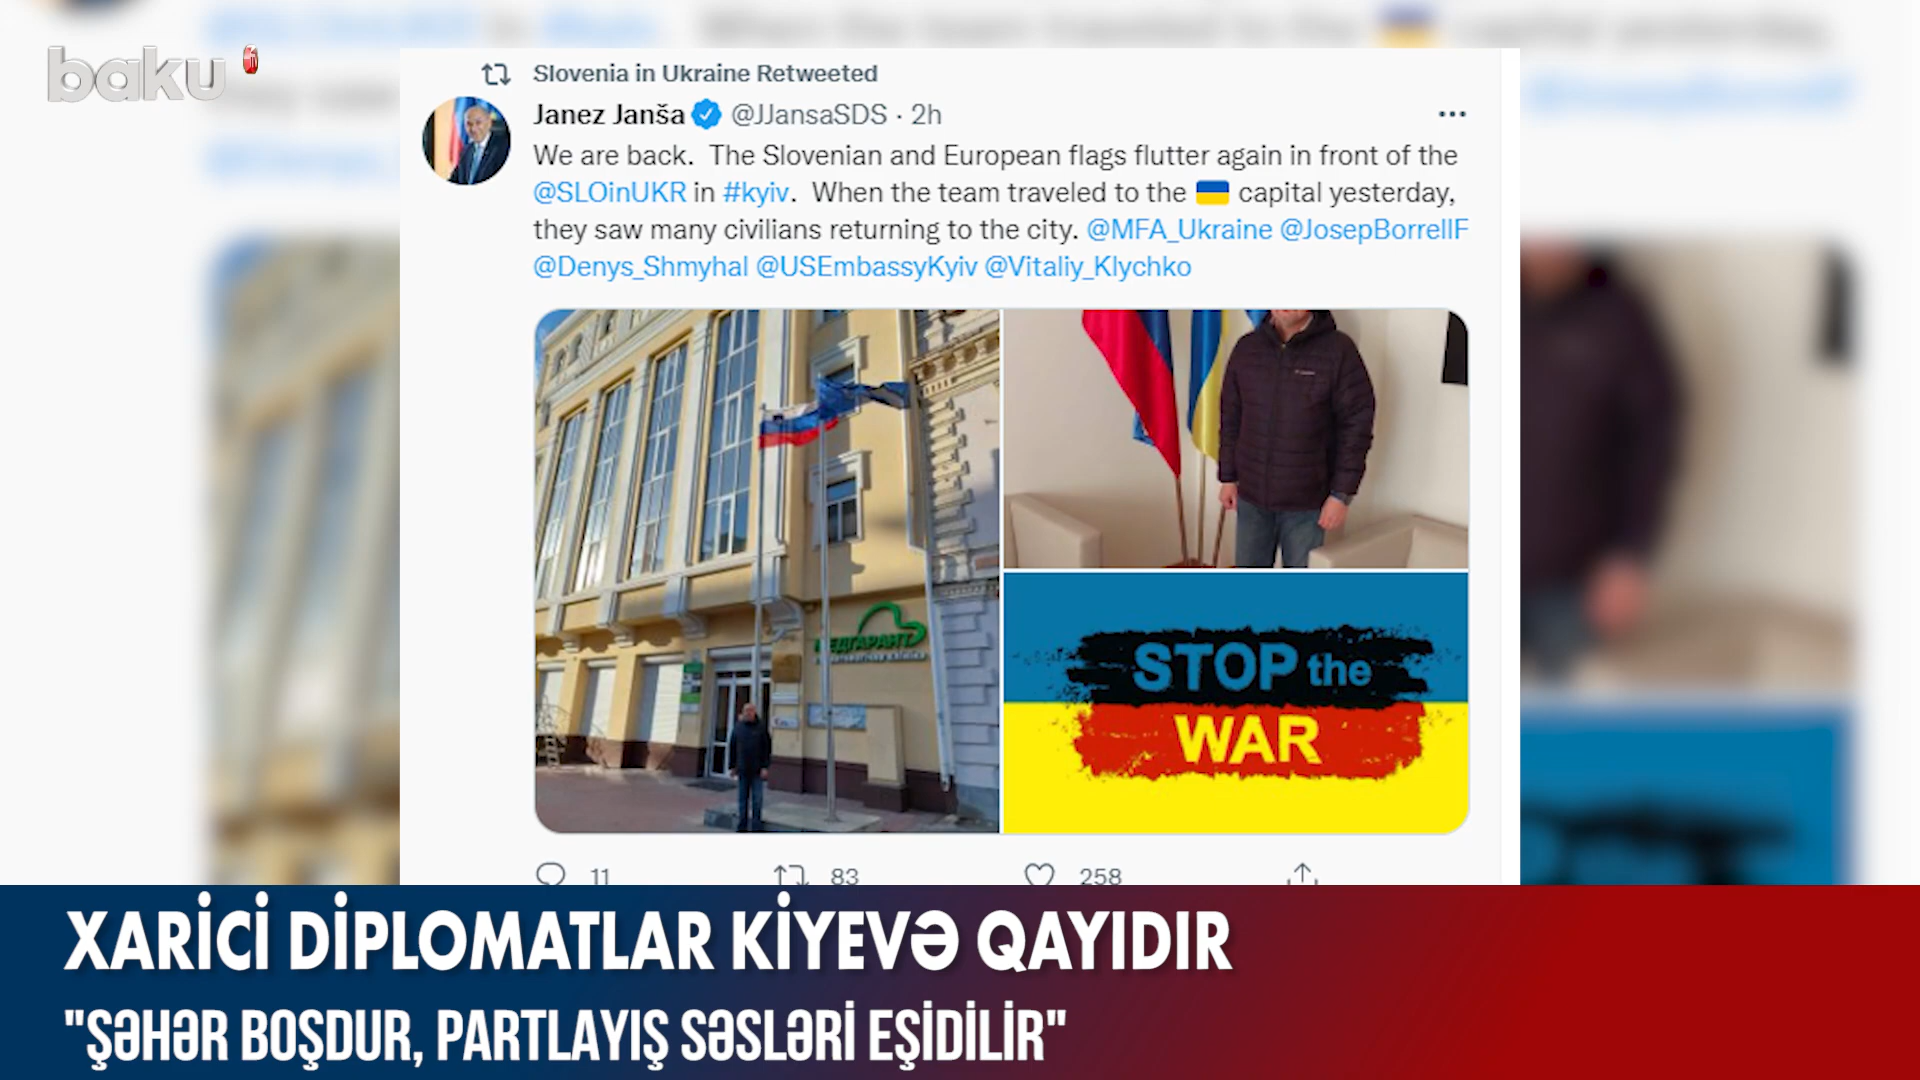 baku
Slovenia in Ukraine Retweeted
Janez Janša @JJansaSDS · 2h
We are back. The Slovenian and European flags flutter again in front of the
@SLOinUKR in #kyiv. When the team traveled to the 🇺🇦 capital yesterday,
they saw many civilians returning to the city. @MFA_Ukraine @JosepBorrellF
@Denys_Shmyhal @USEmbassyKyiv @Vitaliy_Klychko
МЕДГАРАНТ
STOP the
WAR
11 83 258
XARİCİ DİPLOMATLAR KİYEVƏ QAYIDIR
"ŞƏHƏR BOŞDUR, PARTLAYIŞ SƏSLƏRİ EŞİDİLİR"